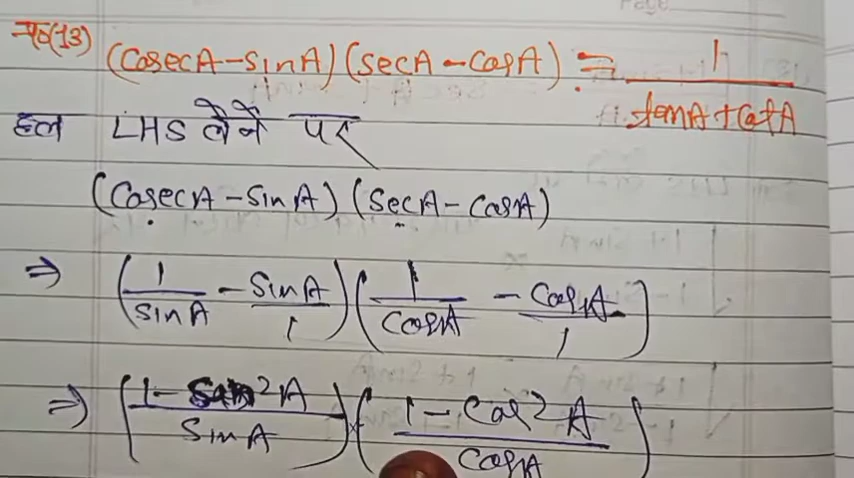 प्र०(13) (CosecA - sinA) (secA - cosA) = 1/(tanA + cotA)
हल LHS लेने पर
(CosecA - sinA) (secA - cosA)
⇒ (1/sinA - sinA/1) (1/cosA - cosA/1)
⇒ ((1 - sin²A)/sinA) × ((1 - cos²A)/cosA)